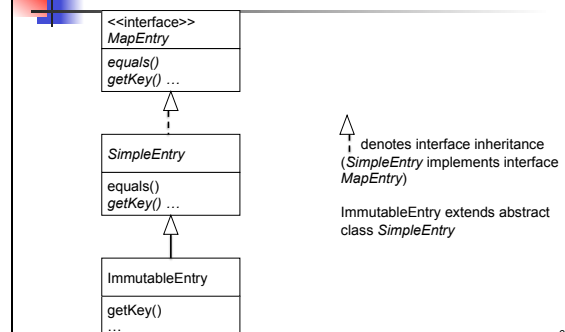 <<interface>>
MapEntry
equals()
getKey() …
SimpleEntry
equals()
getKey() …
ImmutableEntry
getKey()
…
denotes interface inheritance
(SimpleEntry implements interface
MapEntry)
ImmutableEntry extends abstract
class SimpleEntry